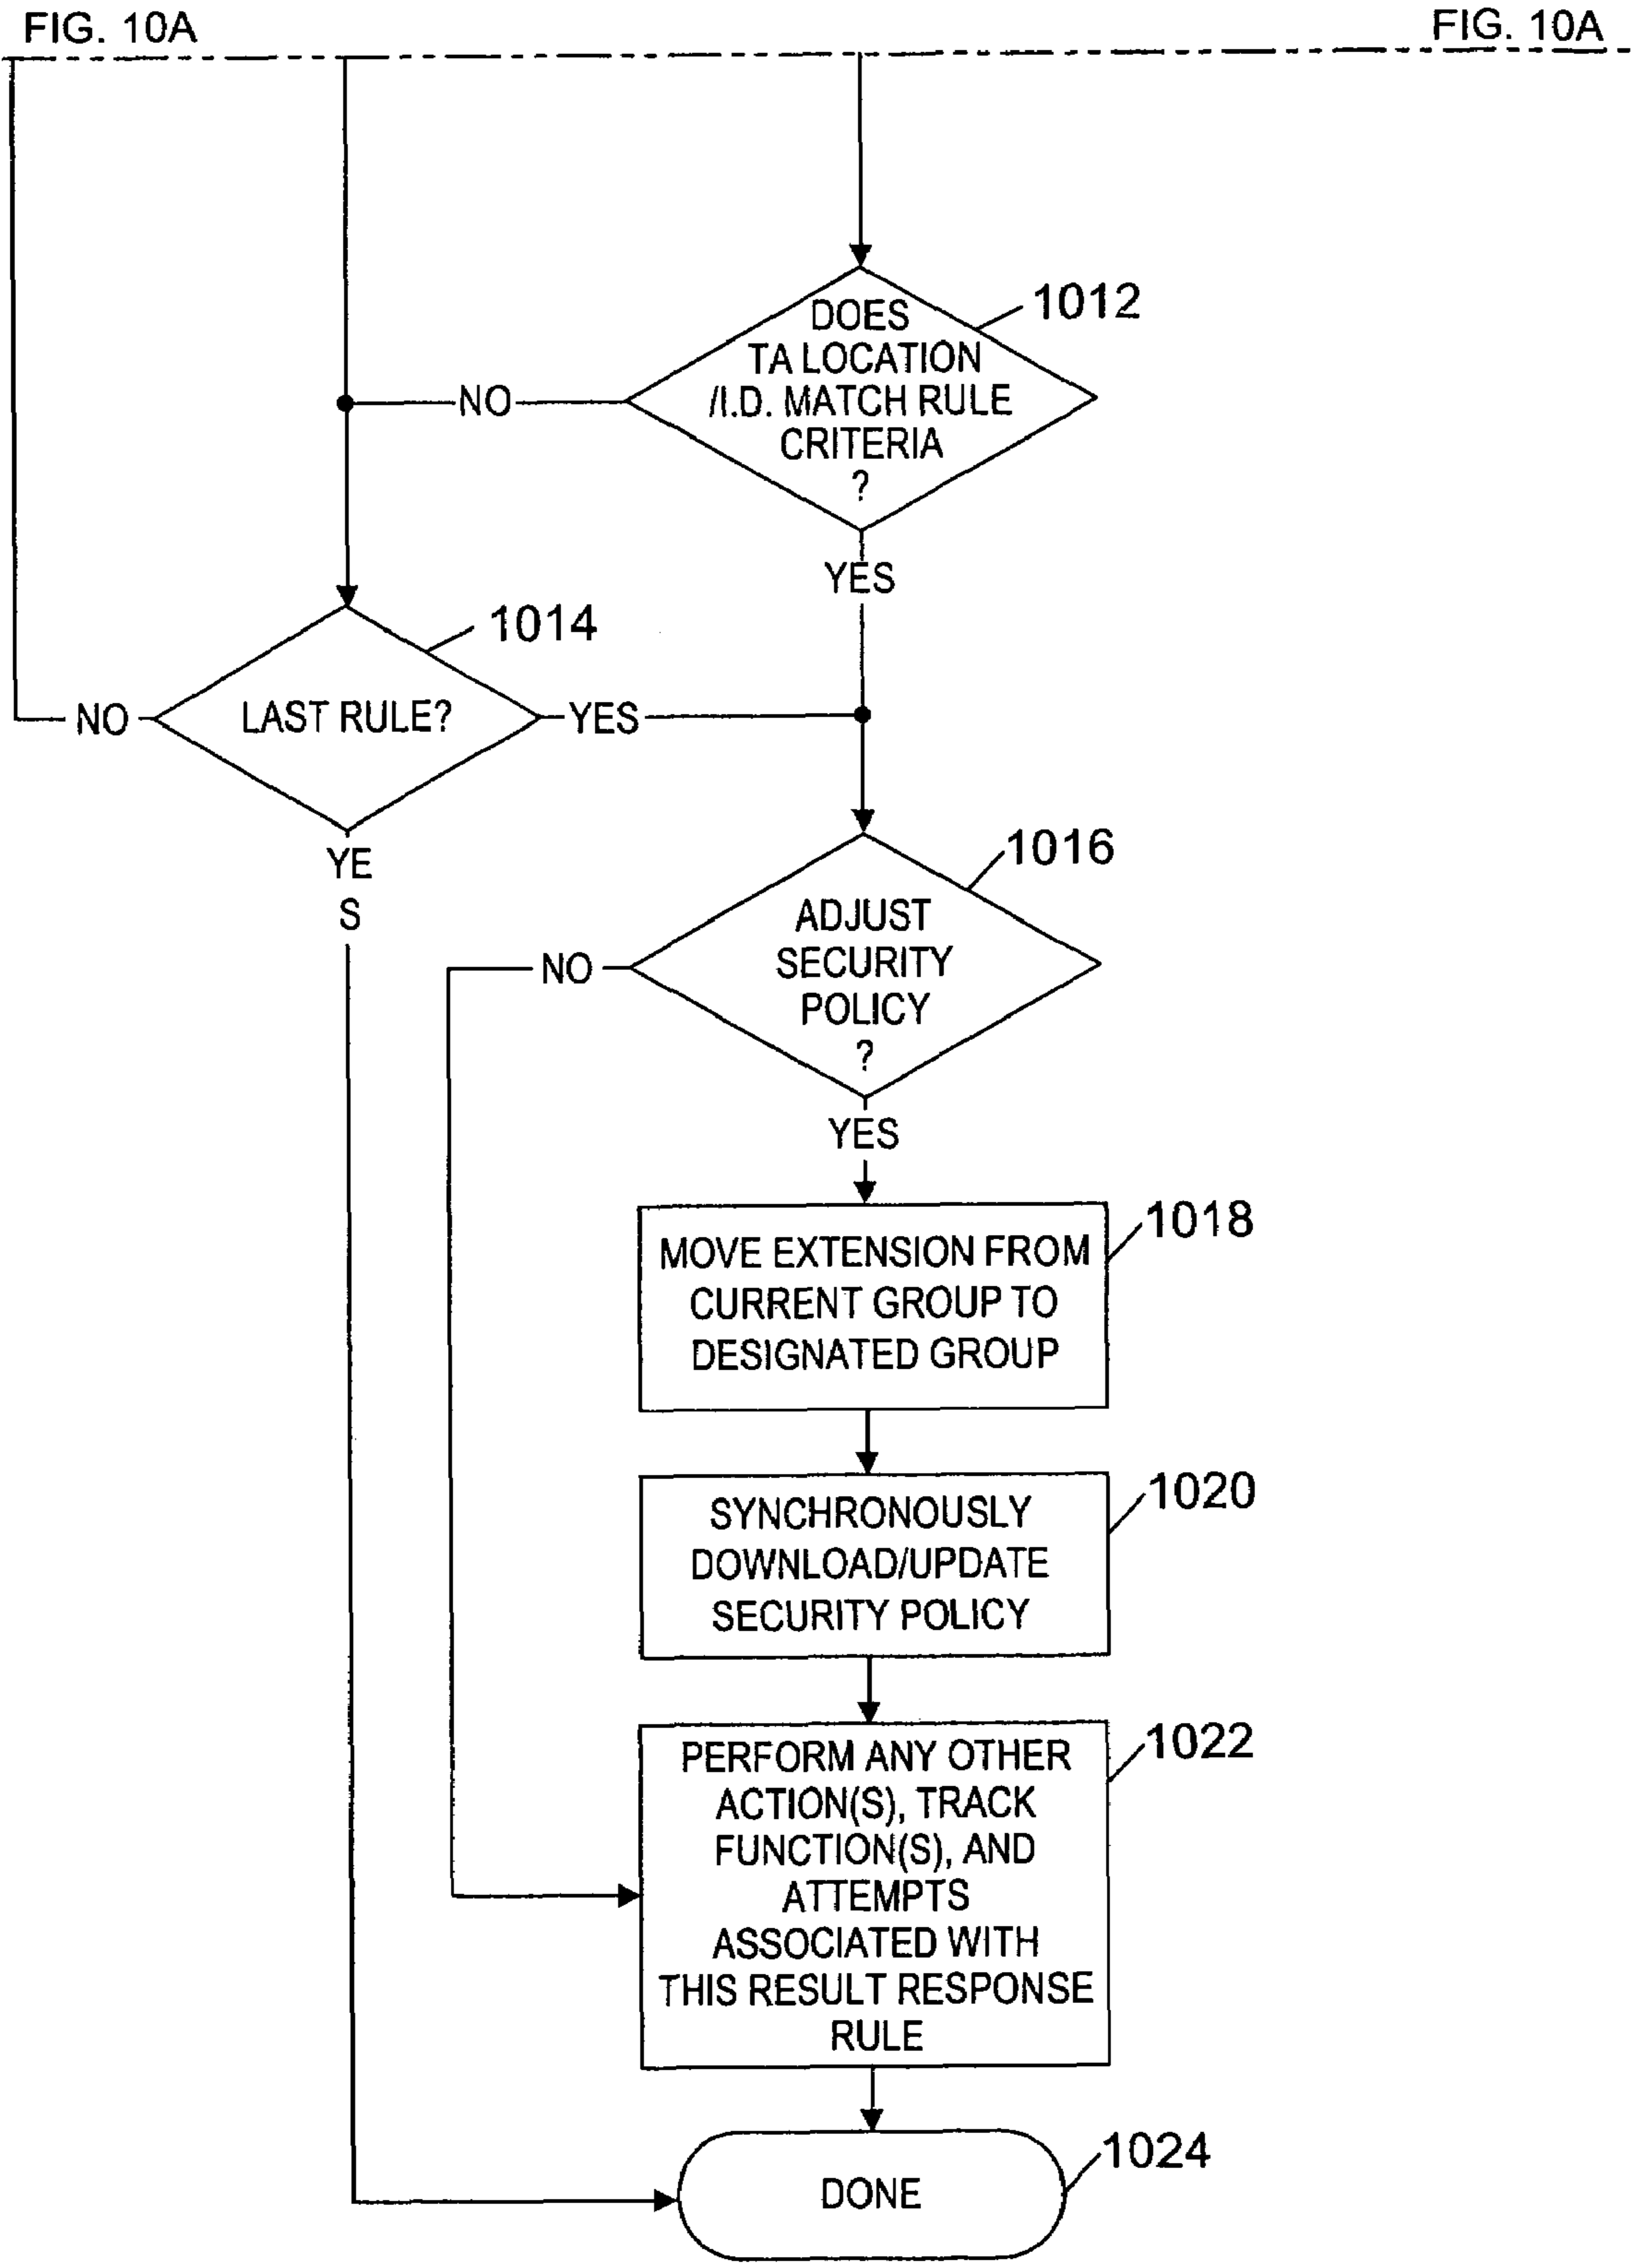 FIG. 10A
FIG. 10A
DOES
TA LOCATION
/I.D. MATCH RULE
CRITERIA
?
1012
NO
YES
1014
LAST RULE?
NO
YES
YE
S
1016
ADJUST
SECURITY
POLICY
?
NO
YES
1018
MOVE EXTENSION FROM
CURRENT GROUP TO
DESIGNATED GROUP
1020
SYNCHRONOUSLY
DOWNLOAD/UPDATE
SECURITY POLICY
1022
PERFORM ANY OTHER
ACTION(S), TRACK
FUNCTION(S), AND
ATTEMPTS
ASSOCIATED WITH
THIS RESULT RESPONSE
RULE
1024
DONE